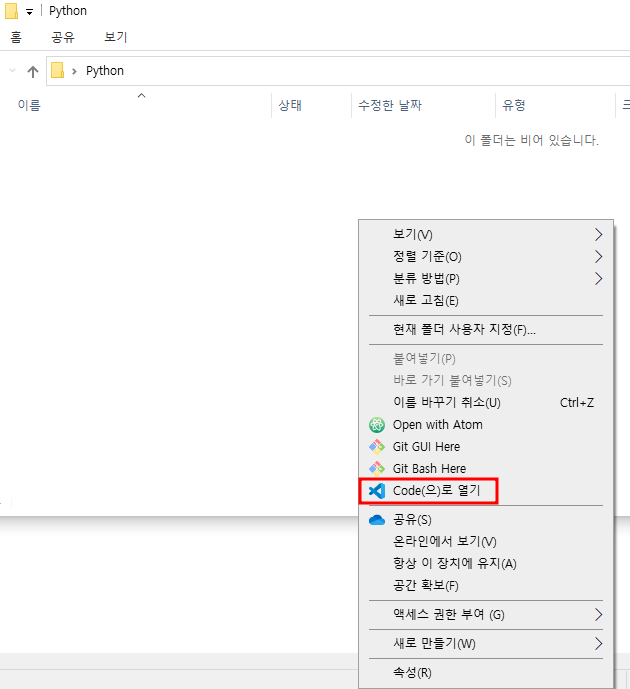 Python
홈 공유 보기
Python
이름 상태 수정한 날짜 유형
이 폴더는 비어 있습니다.
보기(V)
정렬 기준(O)
분류 방법(P)
새로 고침(E)
현재 폴더 사용자 지정(F)...
붙여넣기(P)
바로 가기 붙여넣기(S)
이름 바꾸기 취소(U) Ctrl+Z
Open with Atom
Git GUI Here
Git Bash Here
Code(으)로 열기
공유(S)
온라인에서 보기(V)
항상 이 장치에 유지(A)
공간 확보(F)
액세스 권한 부여 (G)
새로 만들기(W)
속성(R)